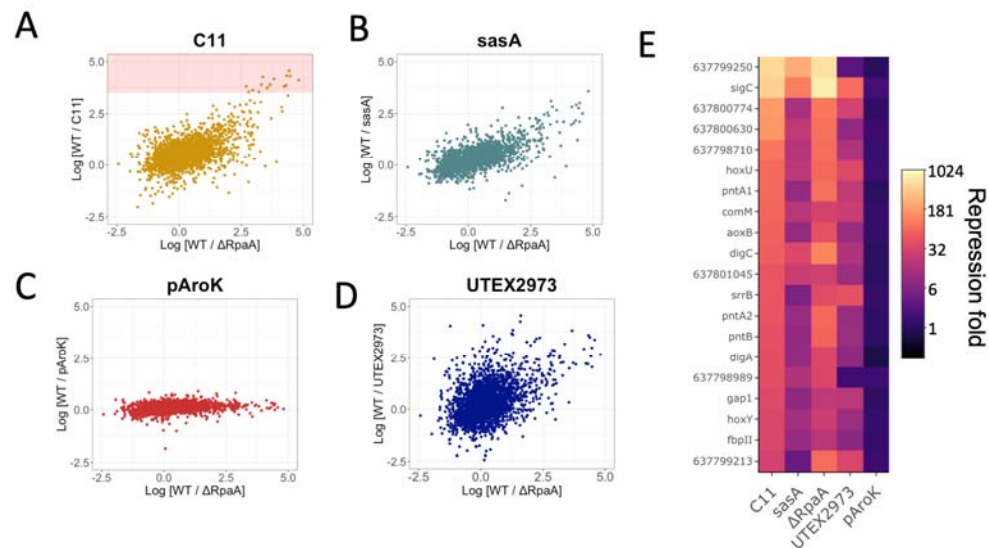 A
C11
5.0
2.5
0.0
-2.5
-2.5
0.0
2.5
5.0
Log [WT / C11]
Log [WT / ΔRpaA]
B
sasA
5.0
2.5
0.0
-2.5
-2.5
0.0
2.5
5.0
Log [WT / sasA]
Log [WT / ΔRpaA]
C
pAroK
5.0
2.5
0.0
-2.5
-2.5
0.0
2.5
5.0
Log [WT / pAroK]
Log [WT / ΔRpaA]
D
UTEX2973
5.0
2.5
0.0
-2.5
-2.5
0.0
2.5
5.0
Log [WT / UTEX2973]
Log [WT / ΔRpaA]
E
637799250
sigC
637800774
637800630
637798710
hoxU
pntA1
comM
aoxB
digC
637801045
srrB
pntA2
pntB
digA
637798989
gap1
hoxY
fbpII
637799213
C11
sasA
ΔRpaA
UTEX2973
pAroK
1024
181
32
6
1
Repression fold